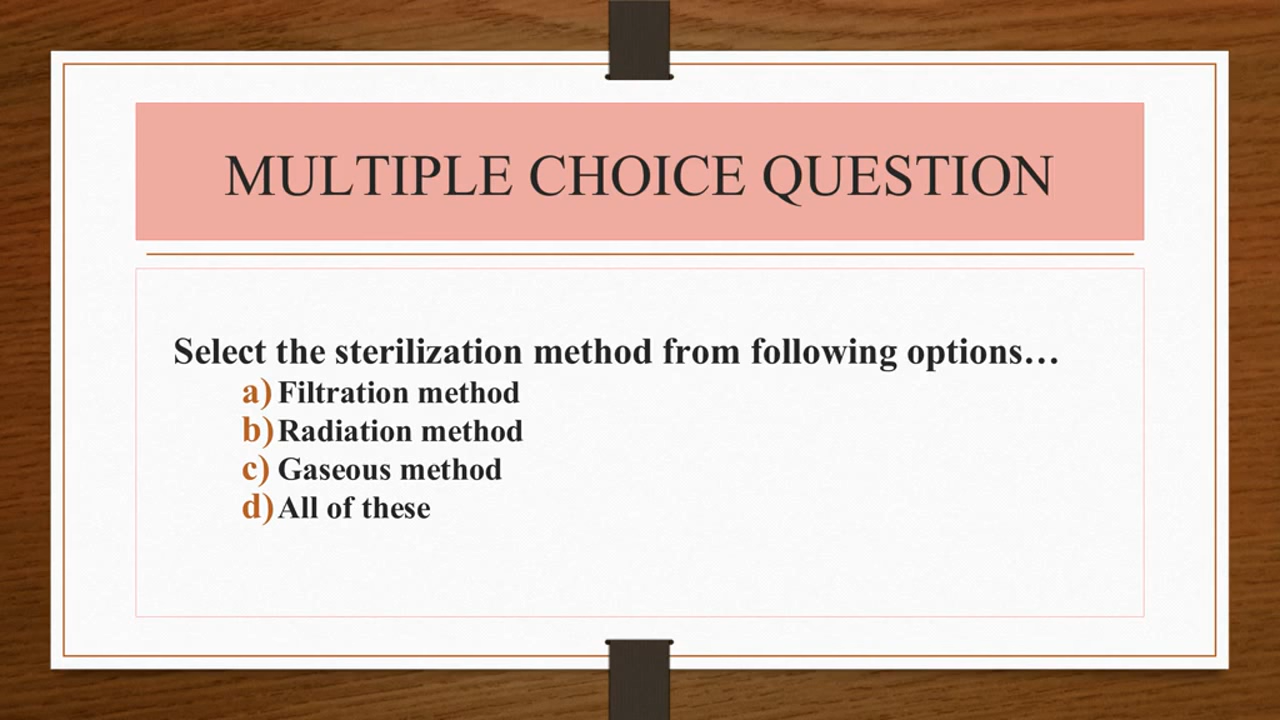 MULTIPLE CHOICE QUESTION
Select the sterilization method from following options…
a) Filtration method
b) Radiation method
c) Gaseous method
d) All of these